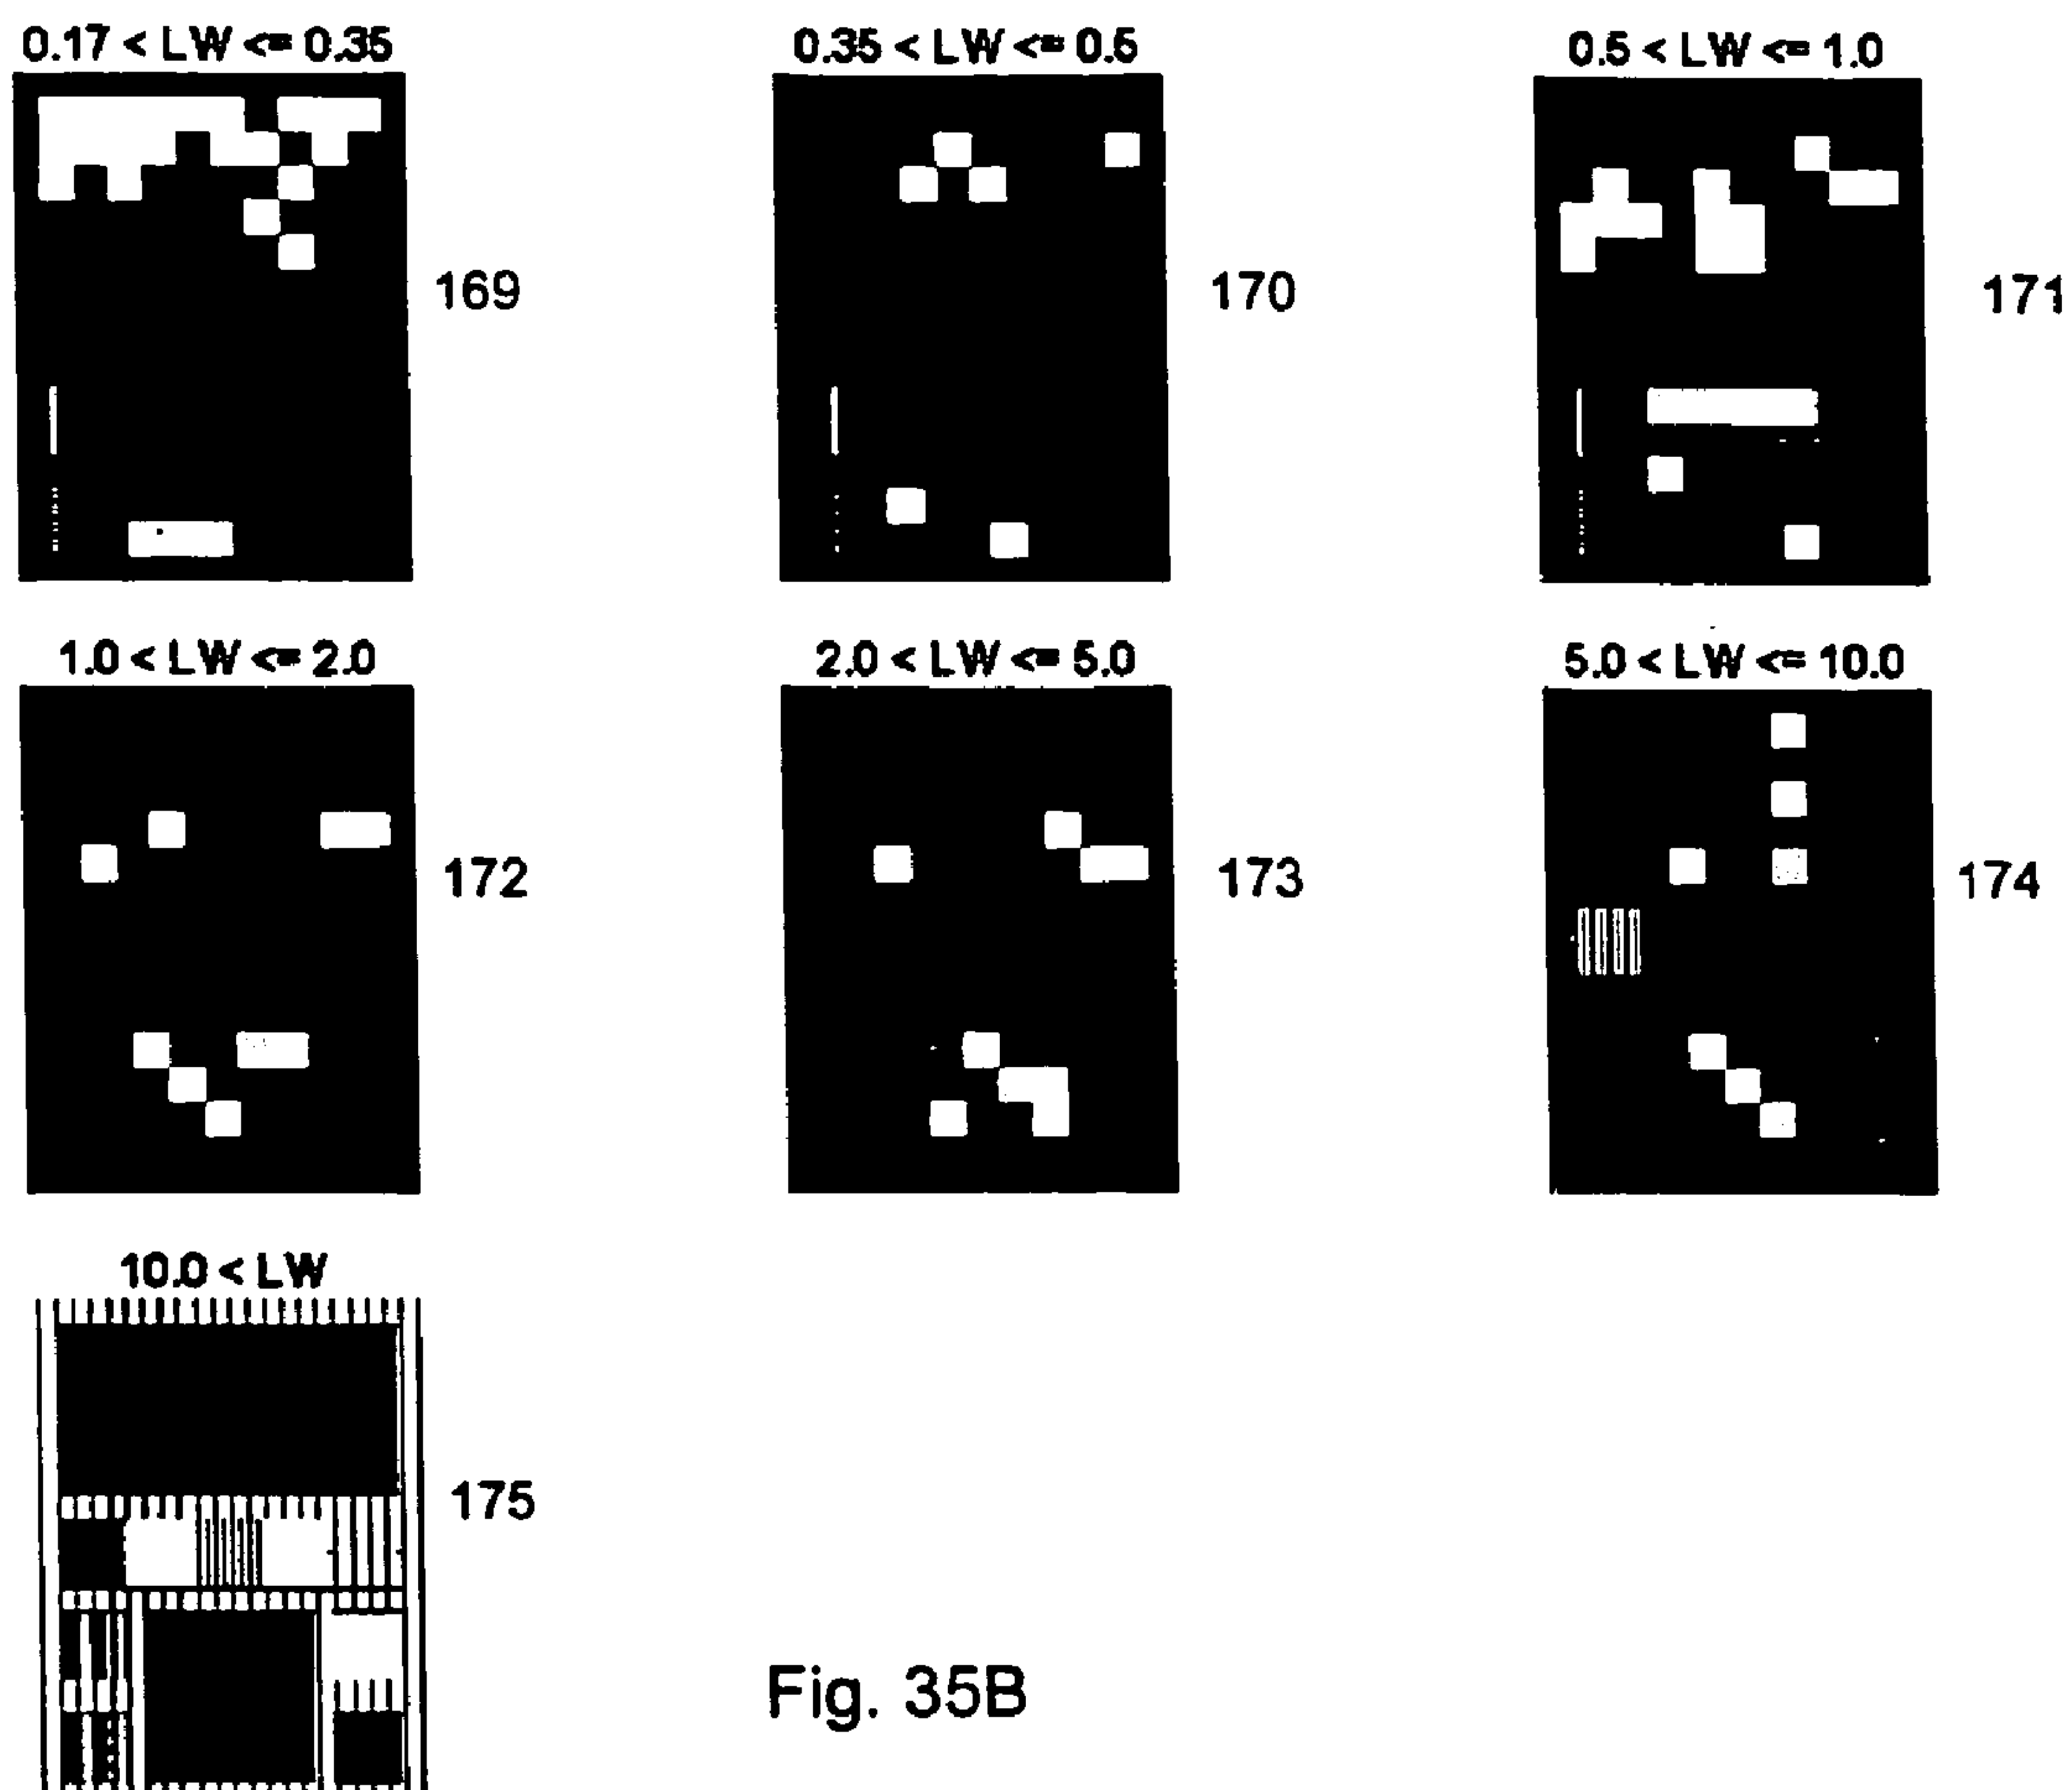 0.17 < LW <= 0.35
0.35 < LW <= 0.5
0.5 < LW <= 1.0
169
170
171
1.0 < LW <= 2.0
2.0 < LW <= 5.0
5.0 < LW <= 10.0
172
173
174
10.0 < LW
175
Fig. 35B